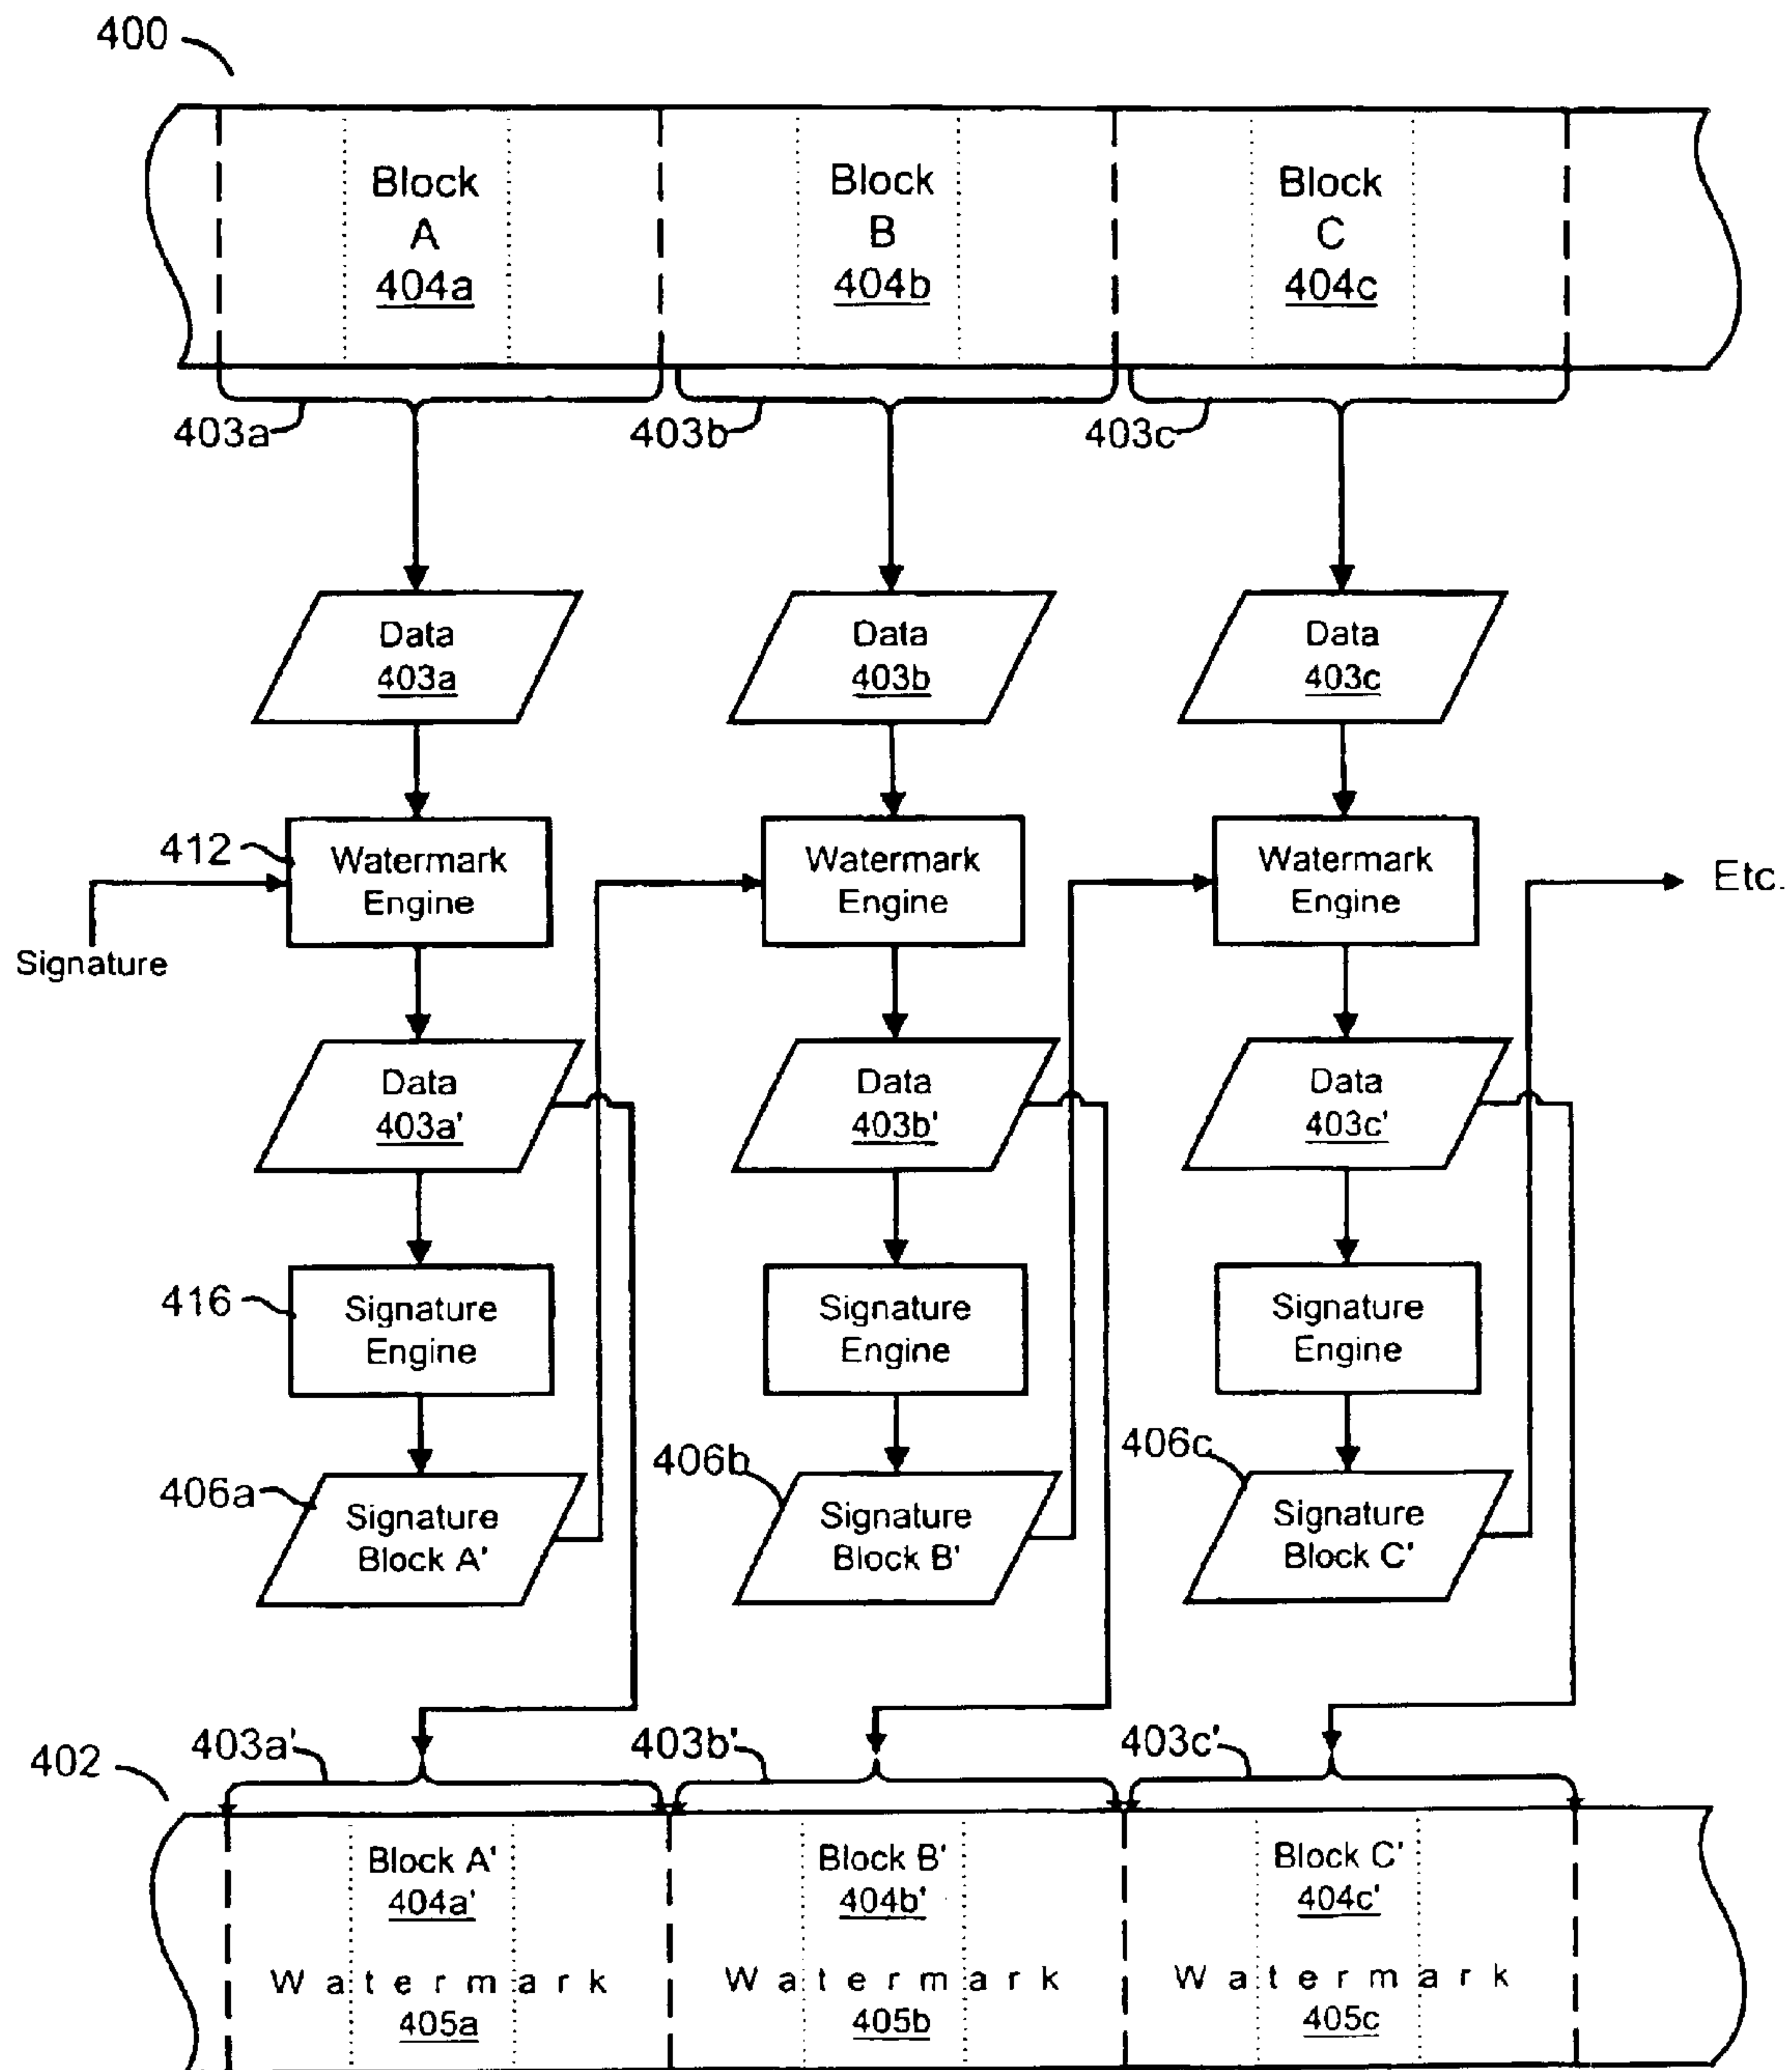 400
Block
A
404a
Block
B
404b
Block
C
404c
403a
403b
403c
Data
403a
Data
403b
Data
403c
412
Watermark
Engine
Watermark
Engine
Watermark
Engine
Etc.
Signature
Data
403a'
Data
403b'
Data
403c'
416
Signature
Engine
Signature
Engine
Signature
Engine
406a
Signature
Block A'
406b
Signature
Block B'
406c
Signature
Block C'
402
403a'
403b'
403c'
Block A'
404a'
Watermark
405a
Block B'
404b'
Watermark
405b
Block C'
404c'
Watermark
405c